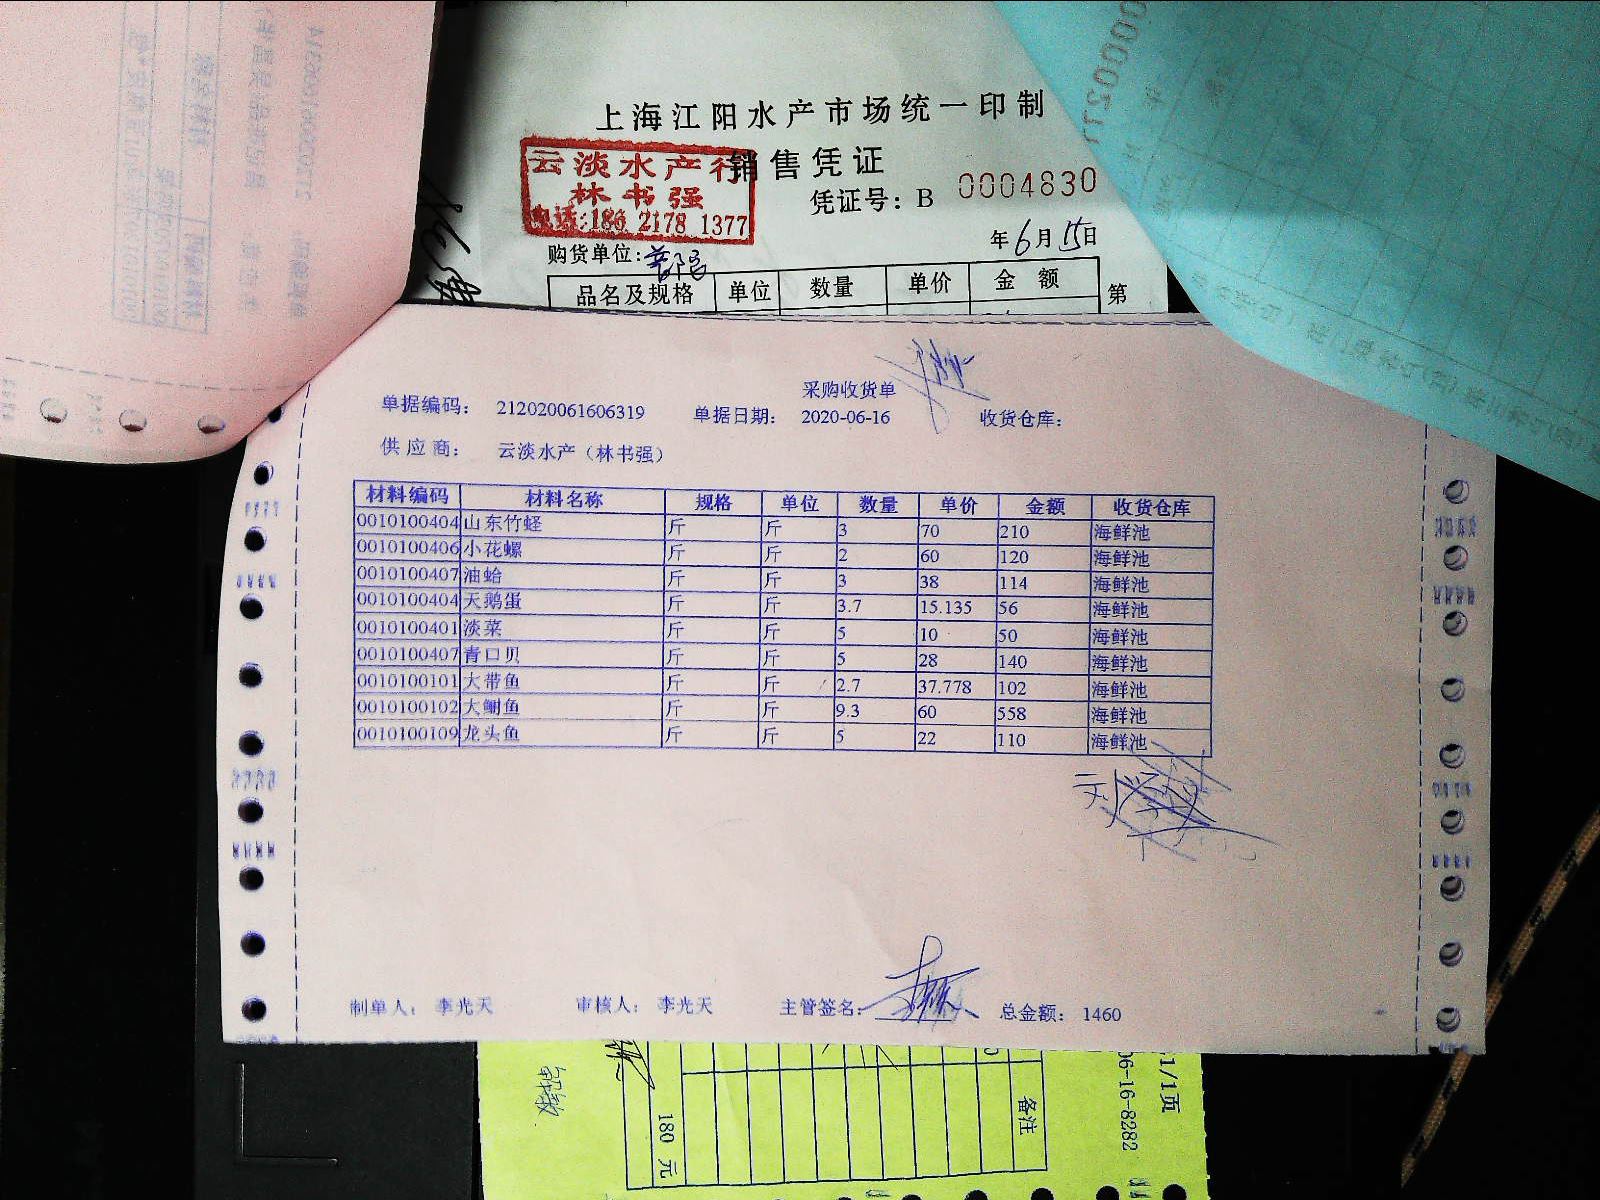 上海江阳水产市场统一印制
销售凭证
云淡水产行
林书强
电话:186 2178 1377
凭证号：B 0004830
年6月15日
购货单位:
品名及规格 单位 数量 单价 金额 第
采购收货单
单据编码： 212020061606319 单据日期： 2020-06-16 收货仓库：
供应商： 云淡水产（林书强）
材料编码 材料名称 规格 单位 数量 单价 金额 收货仓库
0010100404 山东竹蛏 斤 斤 3 70 210 海鲜池
0010100406 小花螺 斤 斤 2 60 120 海鲜池
0010100407 油蛤 斤 斤 3 38 114 海鲜池
0010100404 天鹅蛋 斤 斤 3.7 15.135 56 海鲜池
0010100401 淡菜 斤 斤 5 10 50 海鲜池
0010100407 青口贝 斤 斤 5 28 140 海鲜池
0010100101 大带鱼 斤 斤 2.7 37.778 102 海鲜池
0010100102 大鮰鱼 斤 斤 9.3 60 558 海鲜池
0010100109 龙头鱼 斤 斤 5 22 110 海鲜池
制单人： 李光天 审核人： 李光天 主管签名： 总金额： 1460
1/1页
06-16-8282
备注
180 元